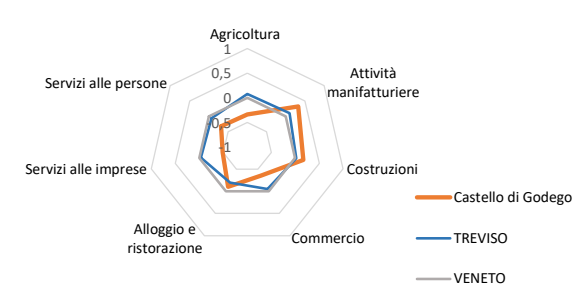 Agricoltura
1
0,5
0
-0,5
-1
Attività
manifatturiere
Costruzioni
Commercio
Alloggio e
ristorazione
Servizi alle imprese
Servizi alle persone
Castello di Godego
TREVISO
VENETO